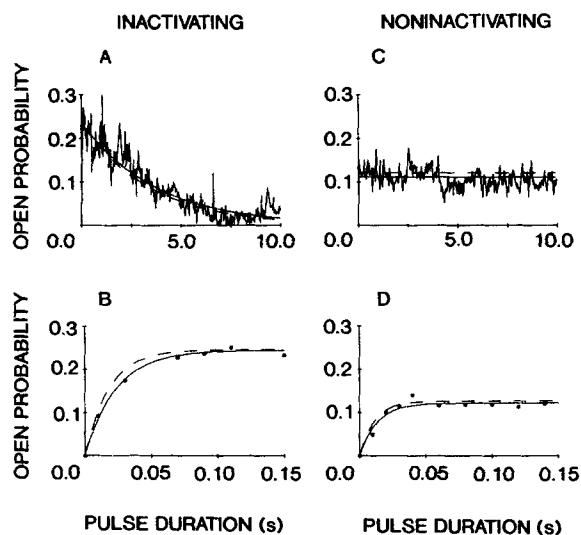 INACTIVATING
NONINACTIVATING
A
C
OPEN PROBABILITY
0.3
0.2
0.1
0.0
5.0
10.0
0.3
0.2
0.1
0.0
5.0
10.0
B
D
OPEN PROBABILITY
0.3
0.2
0.1
0.0
0.05
0.10
0.15
0.3
0.2
0.1
0.0
0.05
0.10
0.15
PULSE DURATION (s)
PULSE DURATION (s)